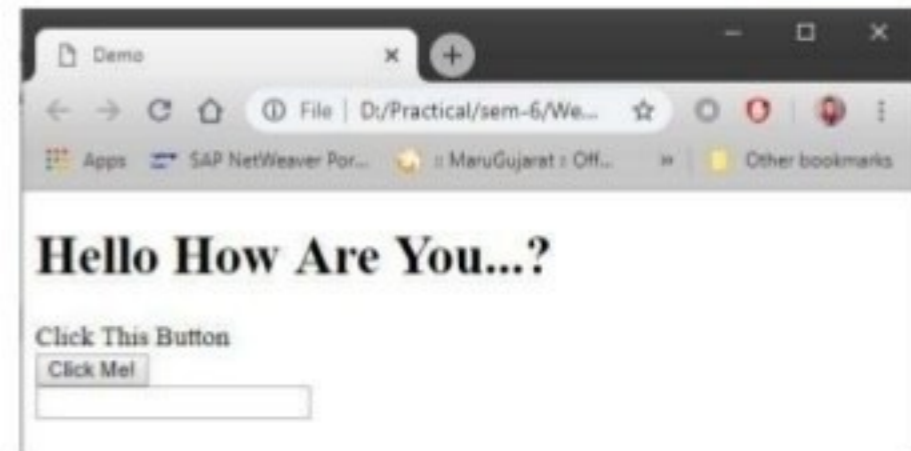 Demo
File | D:/Practical/sem-6/We...
Apps SAP NetWeaver Por... :: MaruGujarat :: Off... » Other bookmarks
Hello How Are You...?
Click This Button
Click Me!